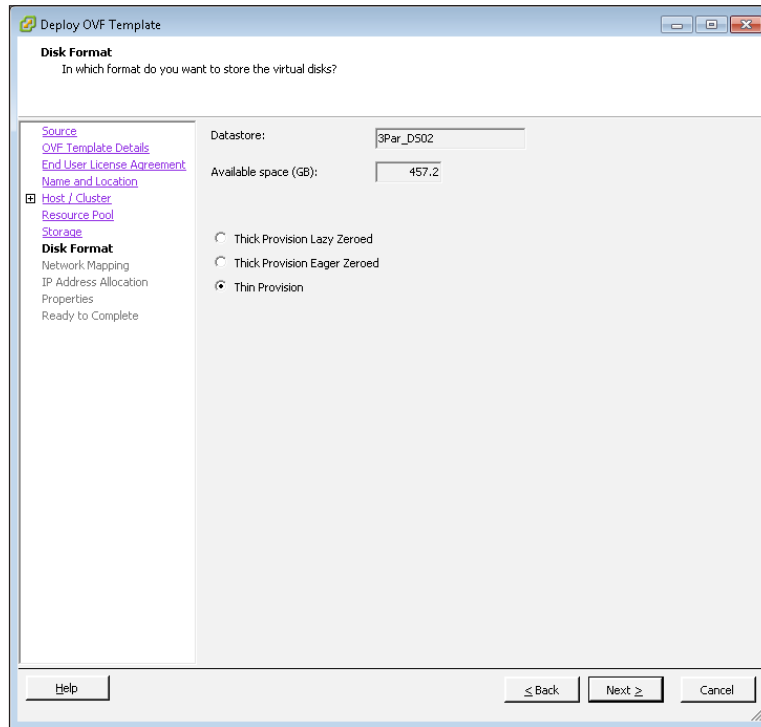 Deploy OVF Template
Disk Format
In which format do you want to store the virtual disks?
Source
OVF Template Details
End User License Agreement
Name and Location
Host / Cluster
Resource Pool
Storage
Disk Format
Network Mapping
IP Address Allocation
Properties
Ready to Complete
Datastore: 3Par_DS02
Available space (GB): 457.2
Thick Provision Lazy Zeroed
Thick Provision Eager Zeroed
Thin Provision
Help
< Back
Next >
Cancel